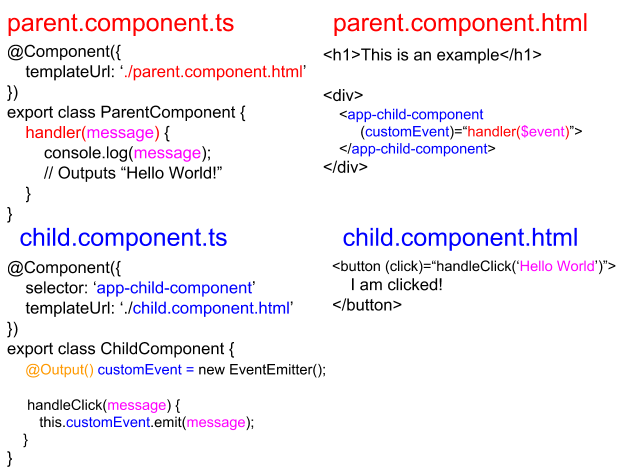 parent.component.ts
@Component({
templateUrl: ‘./parent.component.html’
})
export class ParentComponent {
handler(message) {
console.log(message);
// Outputs “Hello World!”
}
}
parent.component.html
<h1>This is an example</h1>
<div>
<app-child-component
(customEvent)=“handler($event)”>
</app-child-component>
</div>
child.component.ts
@Component({
selector: ‘app-child-component’
templateUrl: ‘./child.component.html’
})
export class ChildComponent {
@Output() customEvent = new EventEmitter();
handleClick(message) {
this.customEvent.emit(message);
}
}
child.component.html
<button (click)=“handleClick(‘Hello World’)”>
I am clicked!
</button>